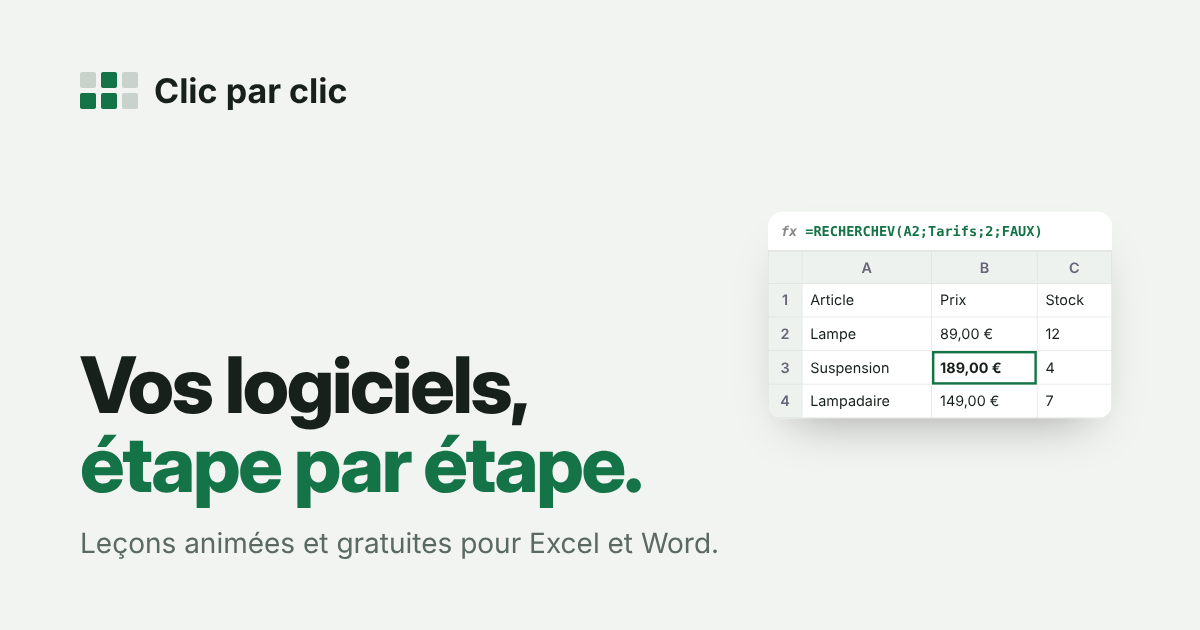 Clic par clic
fx =RECHERCHEV(A2;Tarifs;2;FAUX)
A B C
1 Article Prix Stock
2 Lampe 89,00 € 12
3 Suspension 189,00 € 4
4 Lampadaire 149,00 € 7
Vos logiciels,
étape par étape.
Leçons animées et gratuites pour Excel et Word.